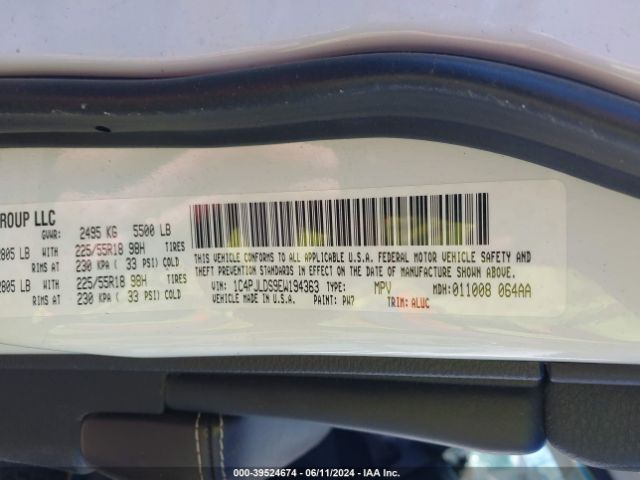 ROUP LLC
GVWR: 2495 KG 5500 LB
2805 LB WITH 225/55R18 98H TIRES
RIMS AT 230 KPA ( 33 PSI) COLD
2805 LB WITH 225/55R18 98H TIRES
RIMS AT 230 KPA ( 33 PSI) COLD
THIS VEHICLE CONFORMS TO ALL APPLICABLE U.S.A. FEDERAL MOTOR VEHICLE SAFETY AND
THEFT PREVENTION STANDARDS IN EFFECT ON THE DATE OF MANUFACTURE SHOWN ABOVE.
VIN: 1C4PJLDS9EW194363 TYPE: MPV MDH: 011008 064AA
VEHICLE MADE IN U.S.A. PAINT: PW7 TRIM: ALUC
000-39524674 / 06/11/2024 - IAA Inc.